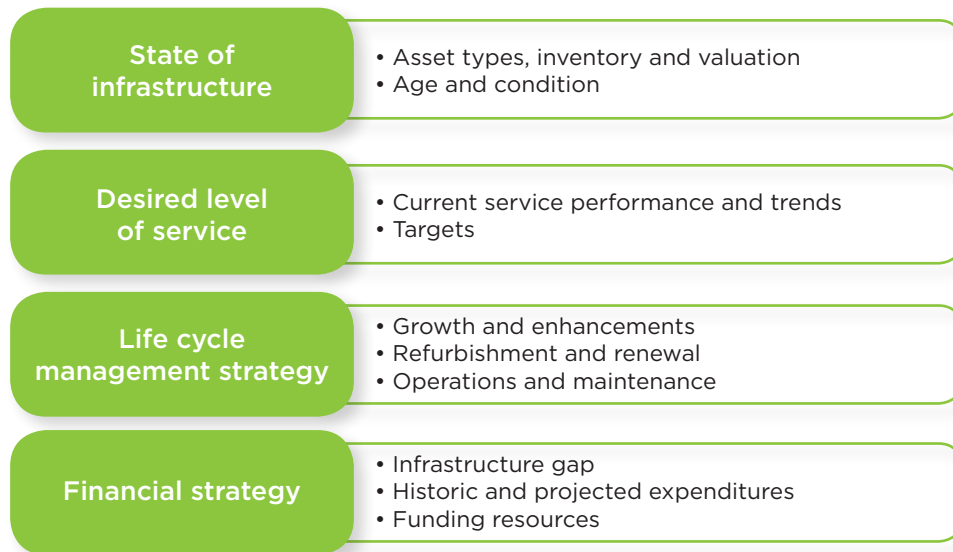 State of
infrastructure
• Asset types, inventory and valuation
• Age and condition
Desired level
of service
• Current service performance and trends
• Targets
Life cycle
management strategy
• Growth and enhancements
• Refurbishment and renewal
• Operations and maintenance
Financial strategy
• Infrastructure gap
• Historic and projected expenditures
• Funding resources